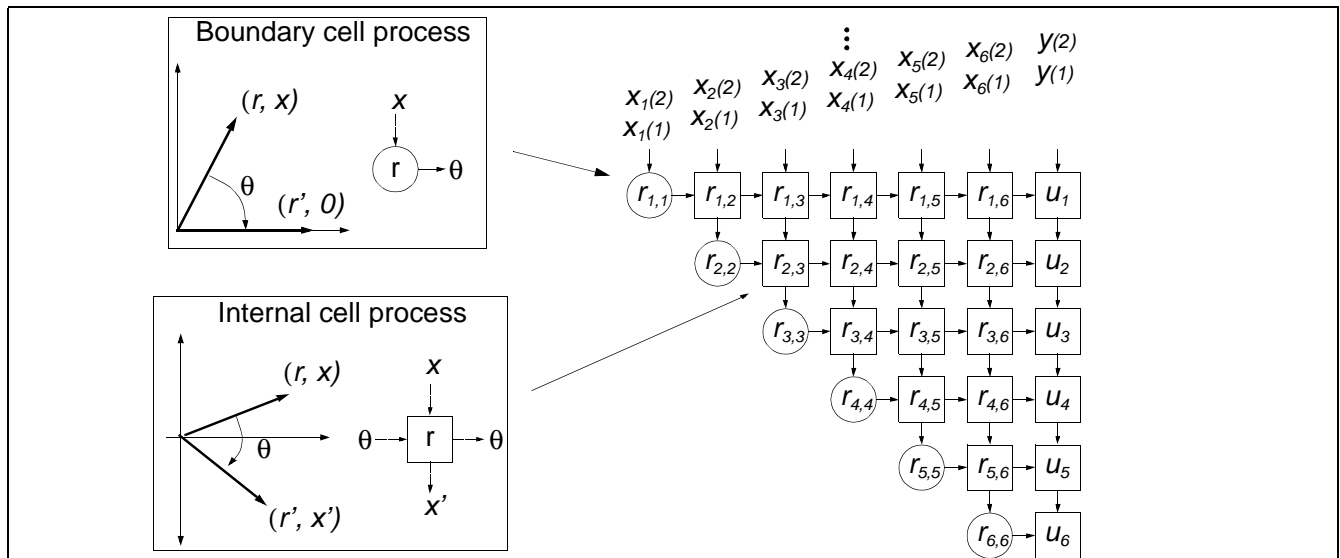 Boundary cell process
(r, x)
x
r
θ
θ
(r', 0)
Internal cell process
(r, x)
x
θ
r
θ
θ
x'
(r', x')
⋮
x1(2) x2(2) x3(2) x4(2) x5(2) x6(2) y(2)
x1(1) x2(1) x3(1) x4(1) x5(1) x6(1) y(1)
r1,1 r1,2 r1,3 r1,4 r1,5 r1,6 u1
r2,2 r2,3 r2,4 r2,5 r2,6 u2
r3,3 r3,4 r3,5 r3,6 u3
r4,4 r4,5 r4,6 u4
r5,5 r5,6 u5
r6,6 u6